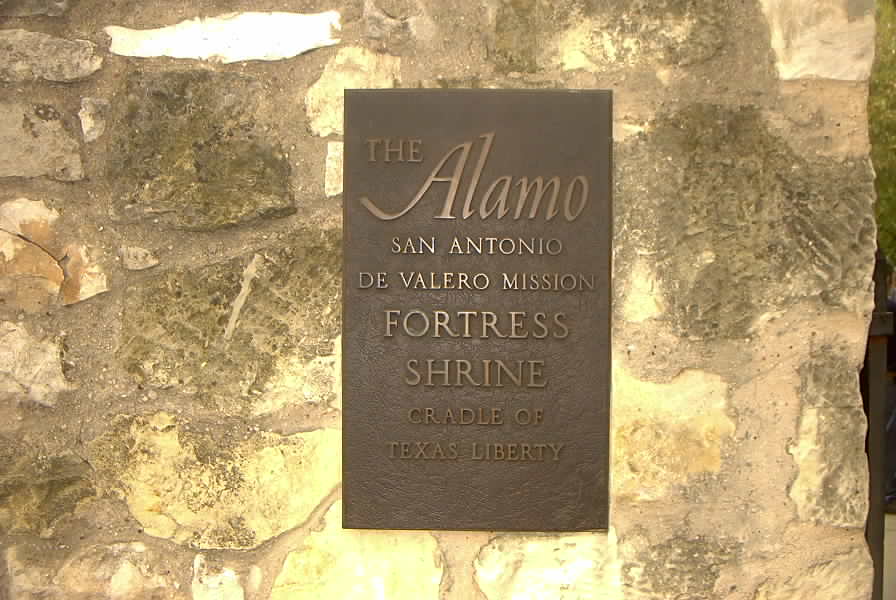 THE Alamo
SAN ANTONIO
DE VALERO MISSION
FORTRESS
SHRINE
CRADLE OF
TEXAS LIBERTY